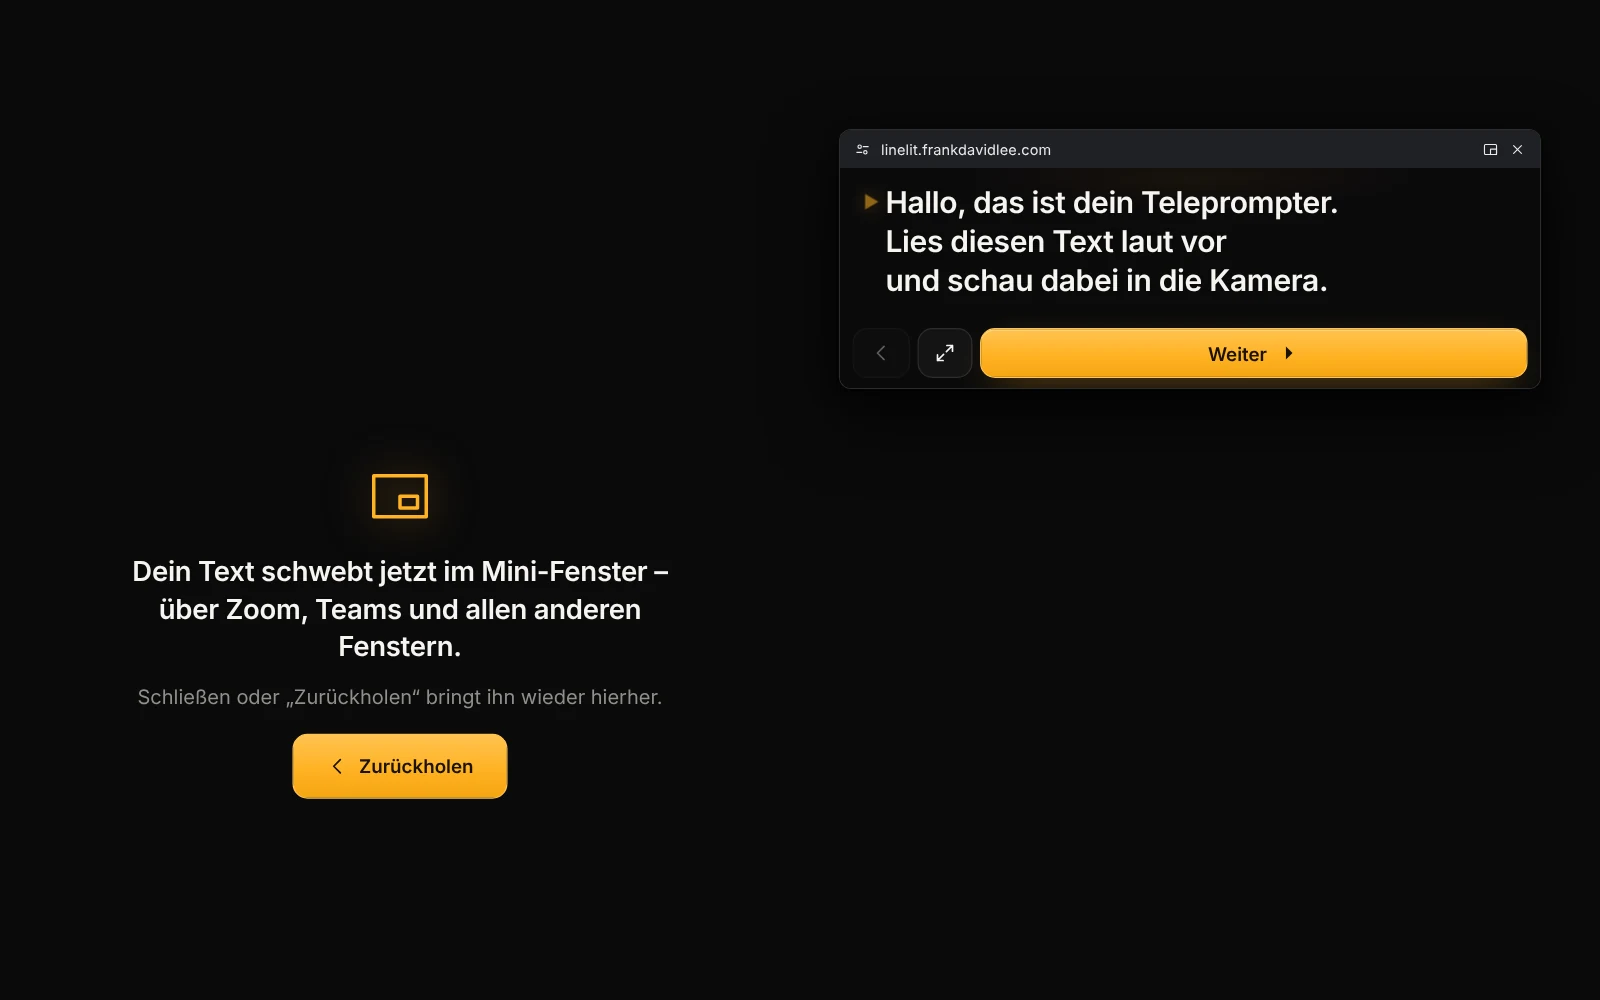 linelit.frankdavidlee.com
Hallo, das ist dein Teleprompter.
Lies diesen Text laut vor
und schau dabei in die Kamera.
Weiter
Dein Text schwebt jetzt im Mini-Fenster –
über Zoom, Teams und allen anderen
Fenstern.
Schließen oder „Zurückholen“ bringt ihn wieder hierher.
Zurückholen